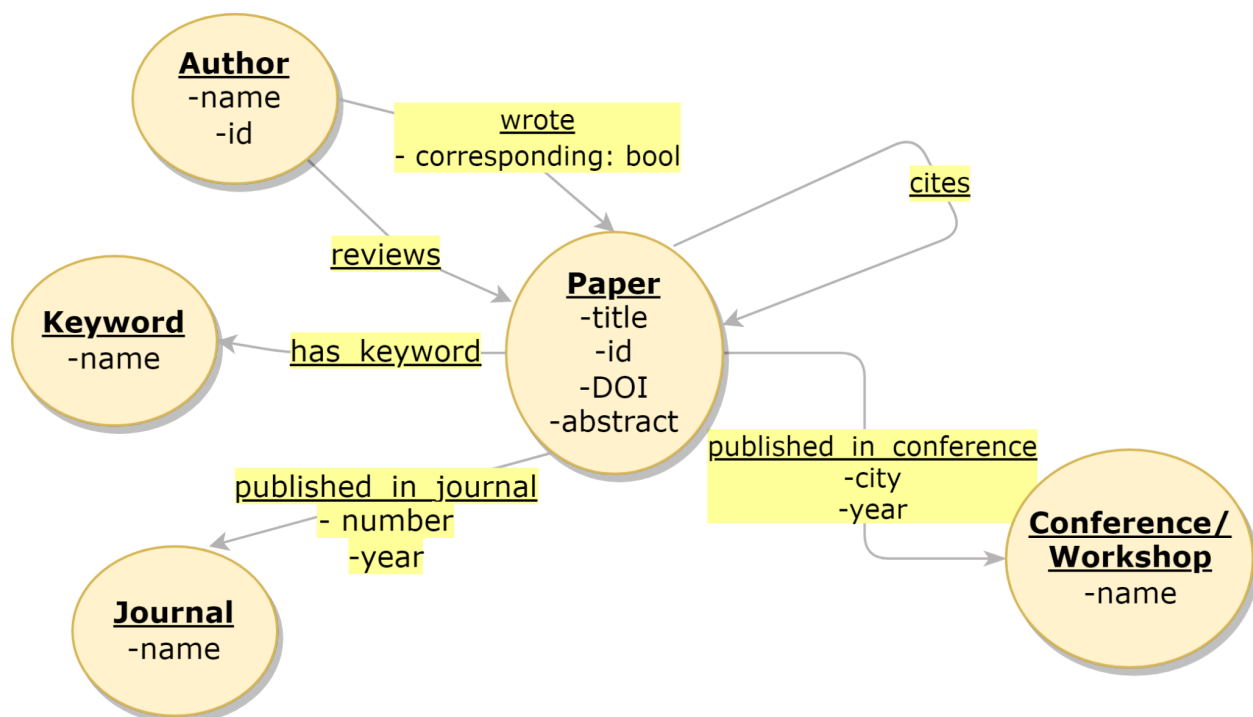 Author
-name
-id
wrote
- corresponding: bool
cites
reviews
Paper
-title
-id
-DOI
-abstract
Keyword
-name
has_keyword
published_in_conference
-city
-year
published_in_journal
- number
-year
Conference/
Workshop
-name
Journal
-name